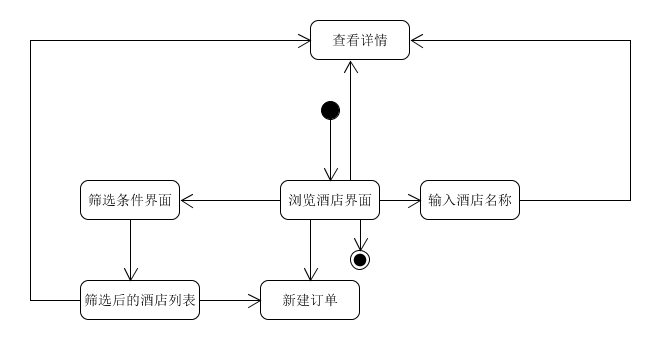 查看详情
筛选条件界面
浏览酒店界面
输入酒店名称
筛选后的酒店列表
新建订单